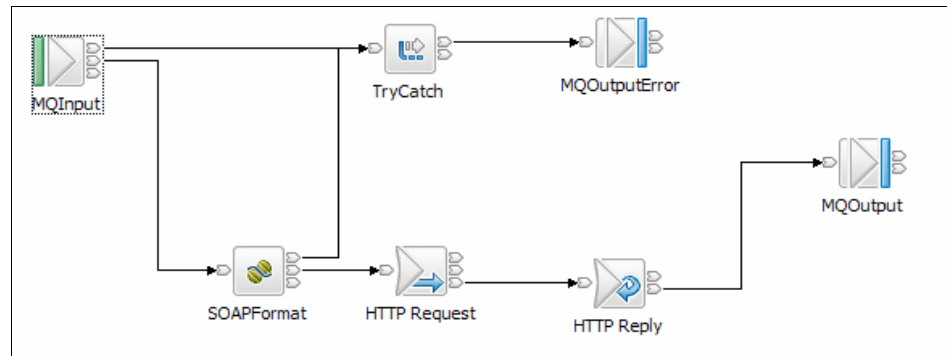 MQInput
TryCatch
MQOutputError
MQOutput
SOAPFormat
HTTP Request
HTTP Reply